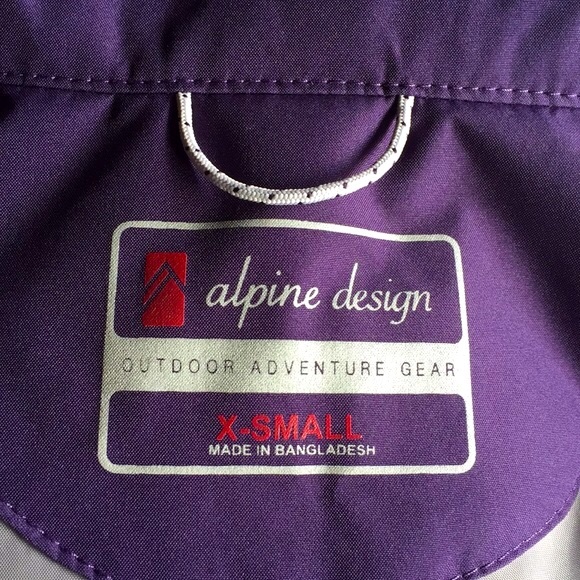 alpine design
OUTDOOR ADVENTURE GEAR
X-SMALL
MADE IN BANGLADESH